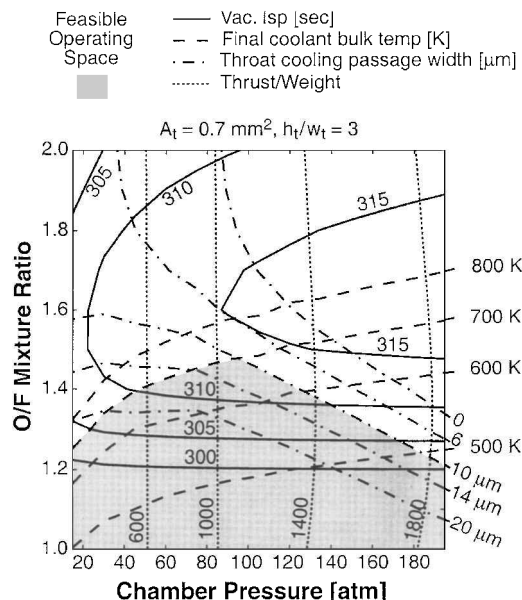 Feasible Operating Space
Vac. Isp [sec]
Final coolant bulk temp [K]
Throat cooling passage width [μm]
Thrust/Weight
Aₜ = 0.7 mm², hₜ/wₜ = 3
O/F Mixture Ratio
2.0
1.8
1.6
1.4
1.2
1.0
305
310
315
315
310
305
300
600
1000
1400
1800
800 K
700 K
600 K
500 K
0
6
10 μm
14 μm
20 μm
20 40 60 80 100 120 140 160 180
Chamber Pressure [atm]